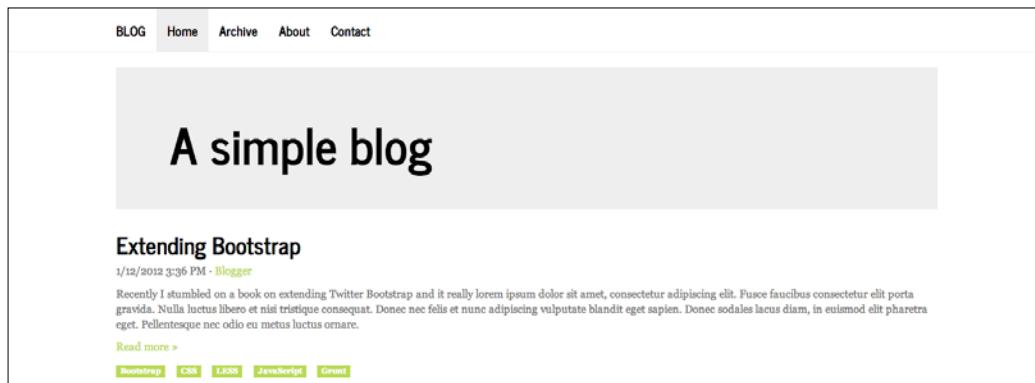 BLOG Home Archive About Contact
A simple blog
Extending Bootstrap
1/12/2012 3:36 PM - Blogger
Recently I stumbled on a book on extending Twitter Bootstrap and it really lorem ipsum dolor sit amet, consectetur adipiscing elit. Fusce faucibus consectetur elit porta
gravida. Nulla luctus libero et nisi tristique consequat. Donec nec felis et nunc adipiscing vulputate blandit eget sapien. Donec sodales lacus diam, in euismod elit pharetra
eget. Pellentesque nec odio eu metus luctus ornare.
Read more »
Bootstrap CSS LESS JavaScript Grunt